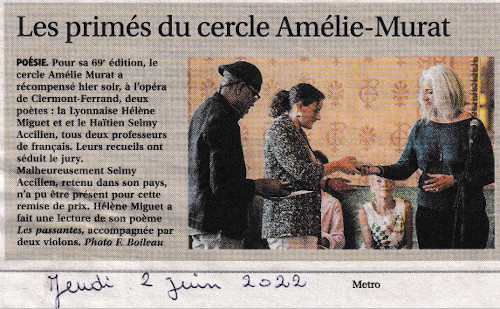 Les primés du cercle Amélie-Murat
POÉSIE. Pour sa 69e édition, le
cercle Amélie Murat a
récompensé hier soir, à l'opéra
de Clermont-Ferrand, deux
poètes : la Lyonnaise Hélène
Miguet et et le Haïtien Selmy
Accilien, tous deux professeurs
de français. Leurs recueils ont
séduit le jury.
Malheureusement Selmy
Accilien, retenu dans son pays,
n'a pu être présent pour cette
remise de prix. Hélène Miguet a
fait une lecture de son poème
Les passantes, accompagnée par
deux violons. Photo F. Boileau
Jeudi 2 juin 2022
Metro